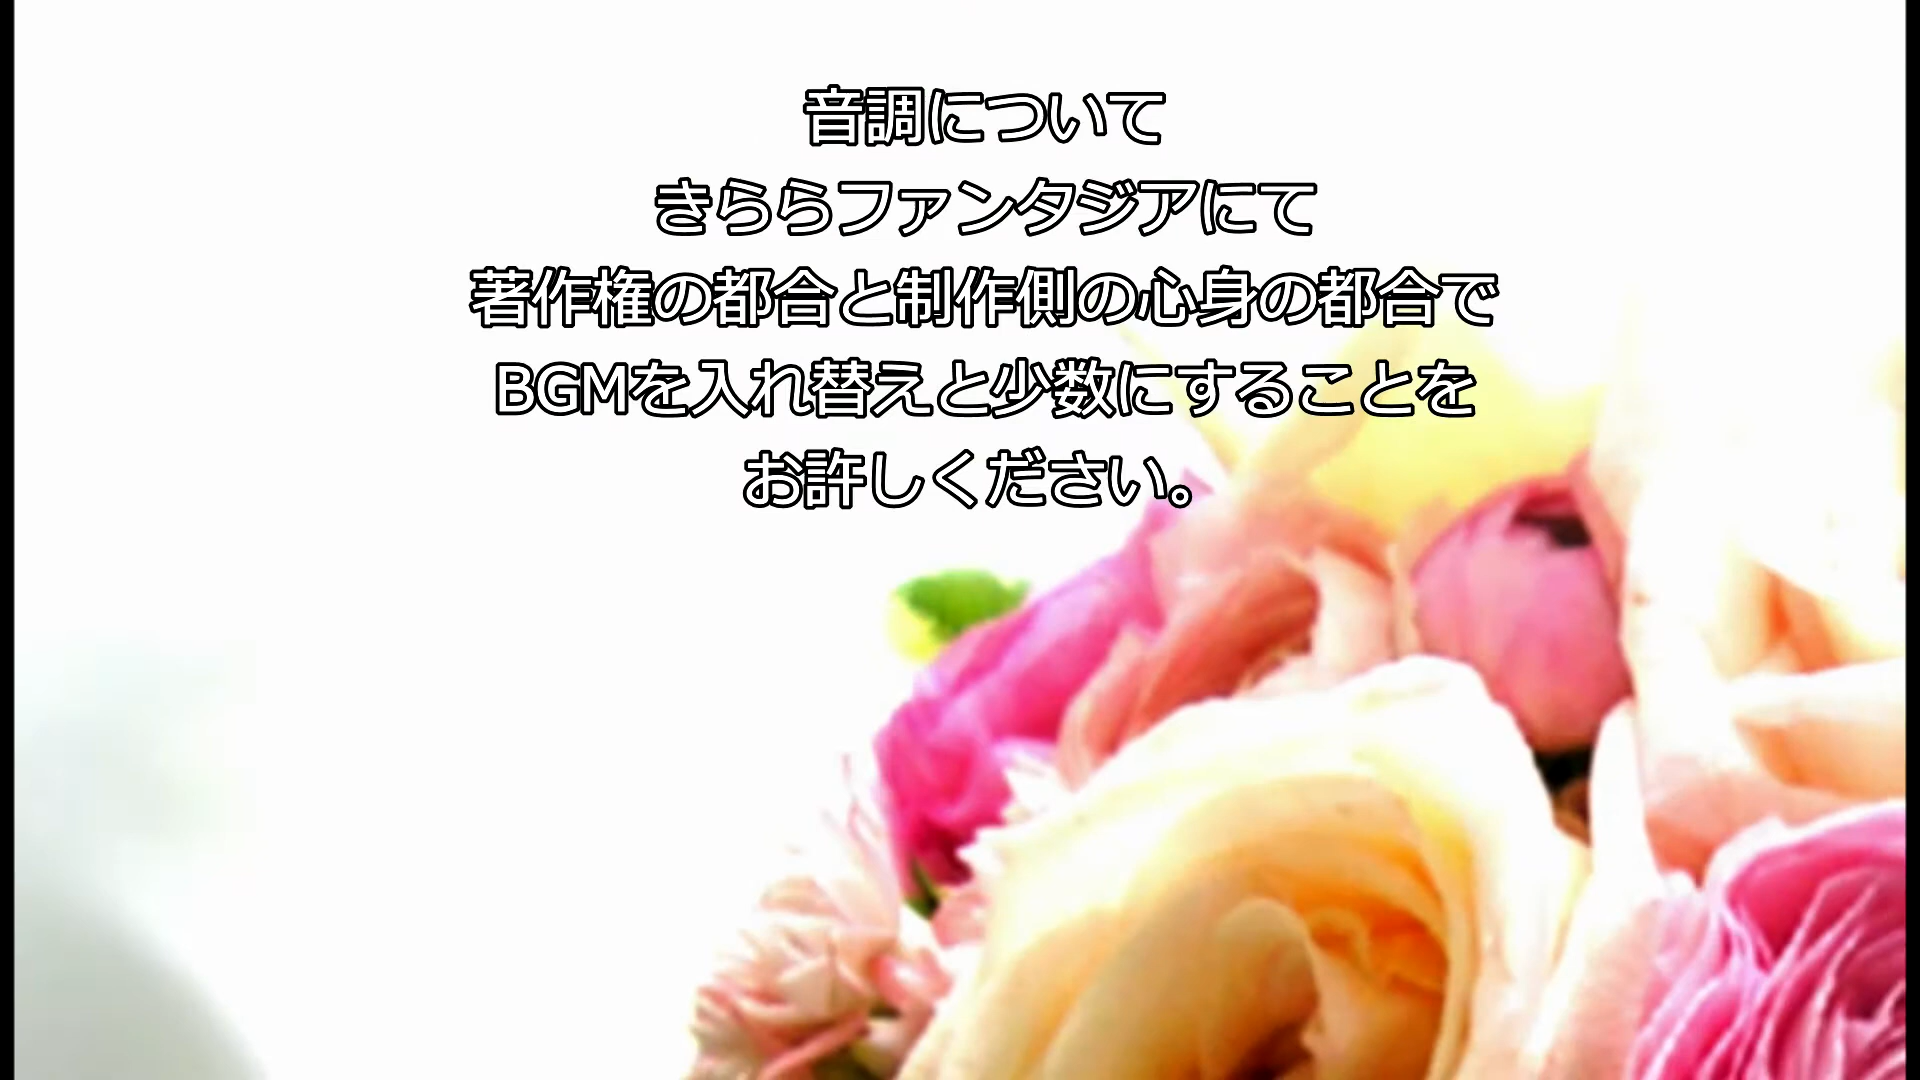 音調について
きららファンタジアにて
著作権の都合と制作側の心身の都合で
BGMを入れ替えと少数にすることを
お許しください。